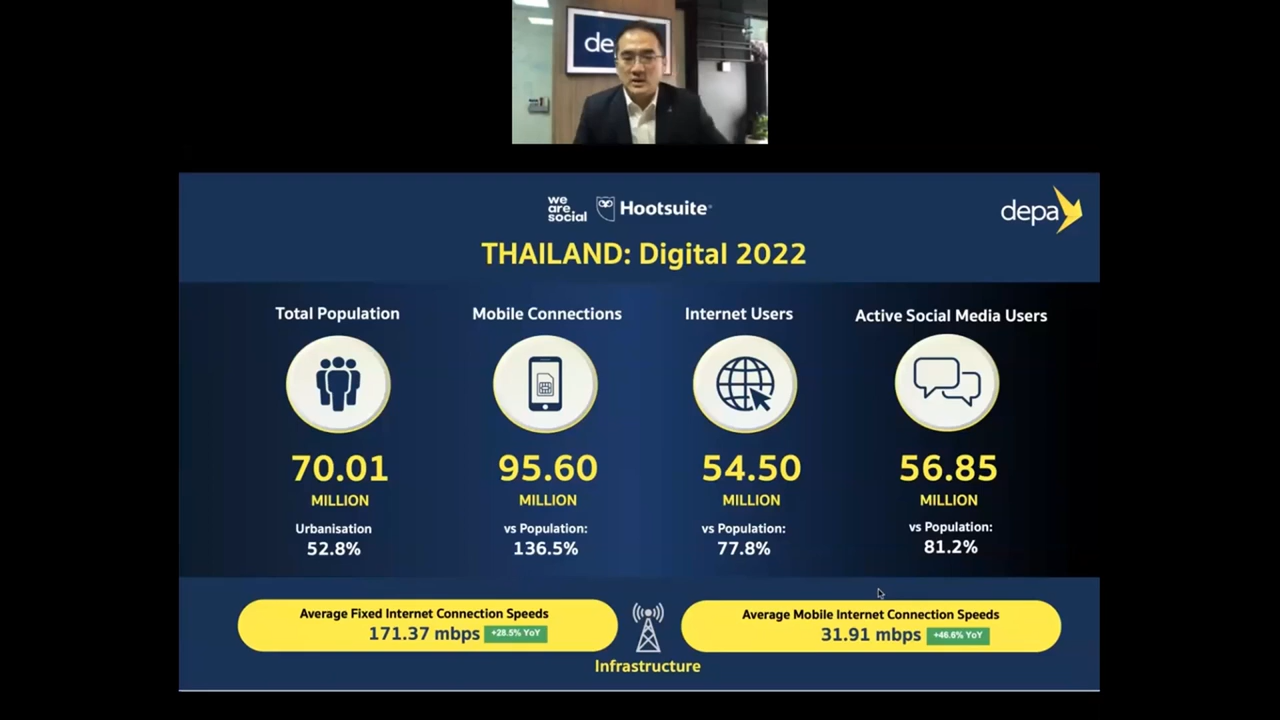 de
we
are.
social
Hootsuite
depa
THAILAND: Digital 2022
Total Population
Mobile Connections
Internet Users
Active Social Media Users
70.01
MILLION
Urbanisation
52.8%
95.60
MILLION
vs Population:
136.5%
54.50
MILLION
vs Population:
77.8%
56.85
MILLION
vs Population:
81.2%
Average Fixed Internet Connection Speeds
171.37 mbps +28.5% YoY
Average Mobile Internet Connection Speeds
31.91 mbps +46.6% YoY
Infrastructure